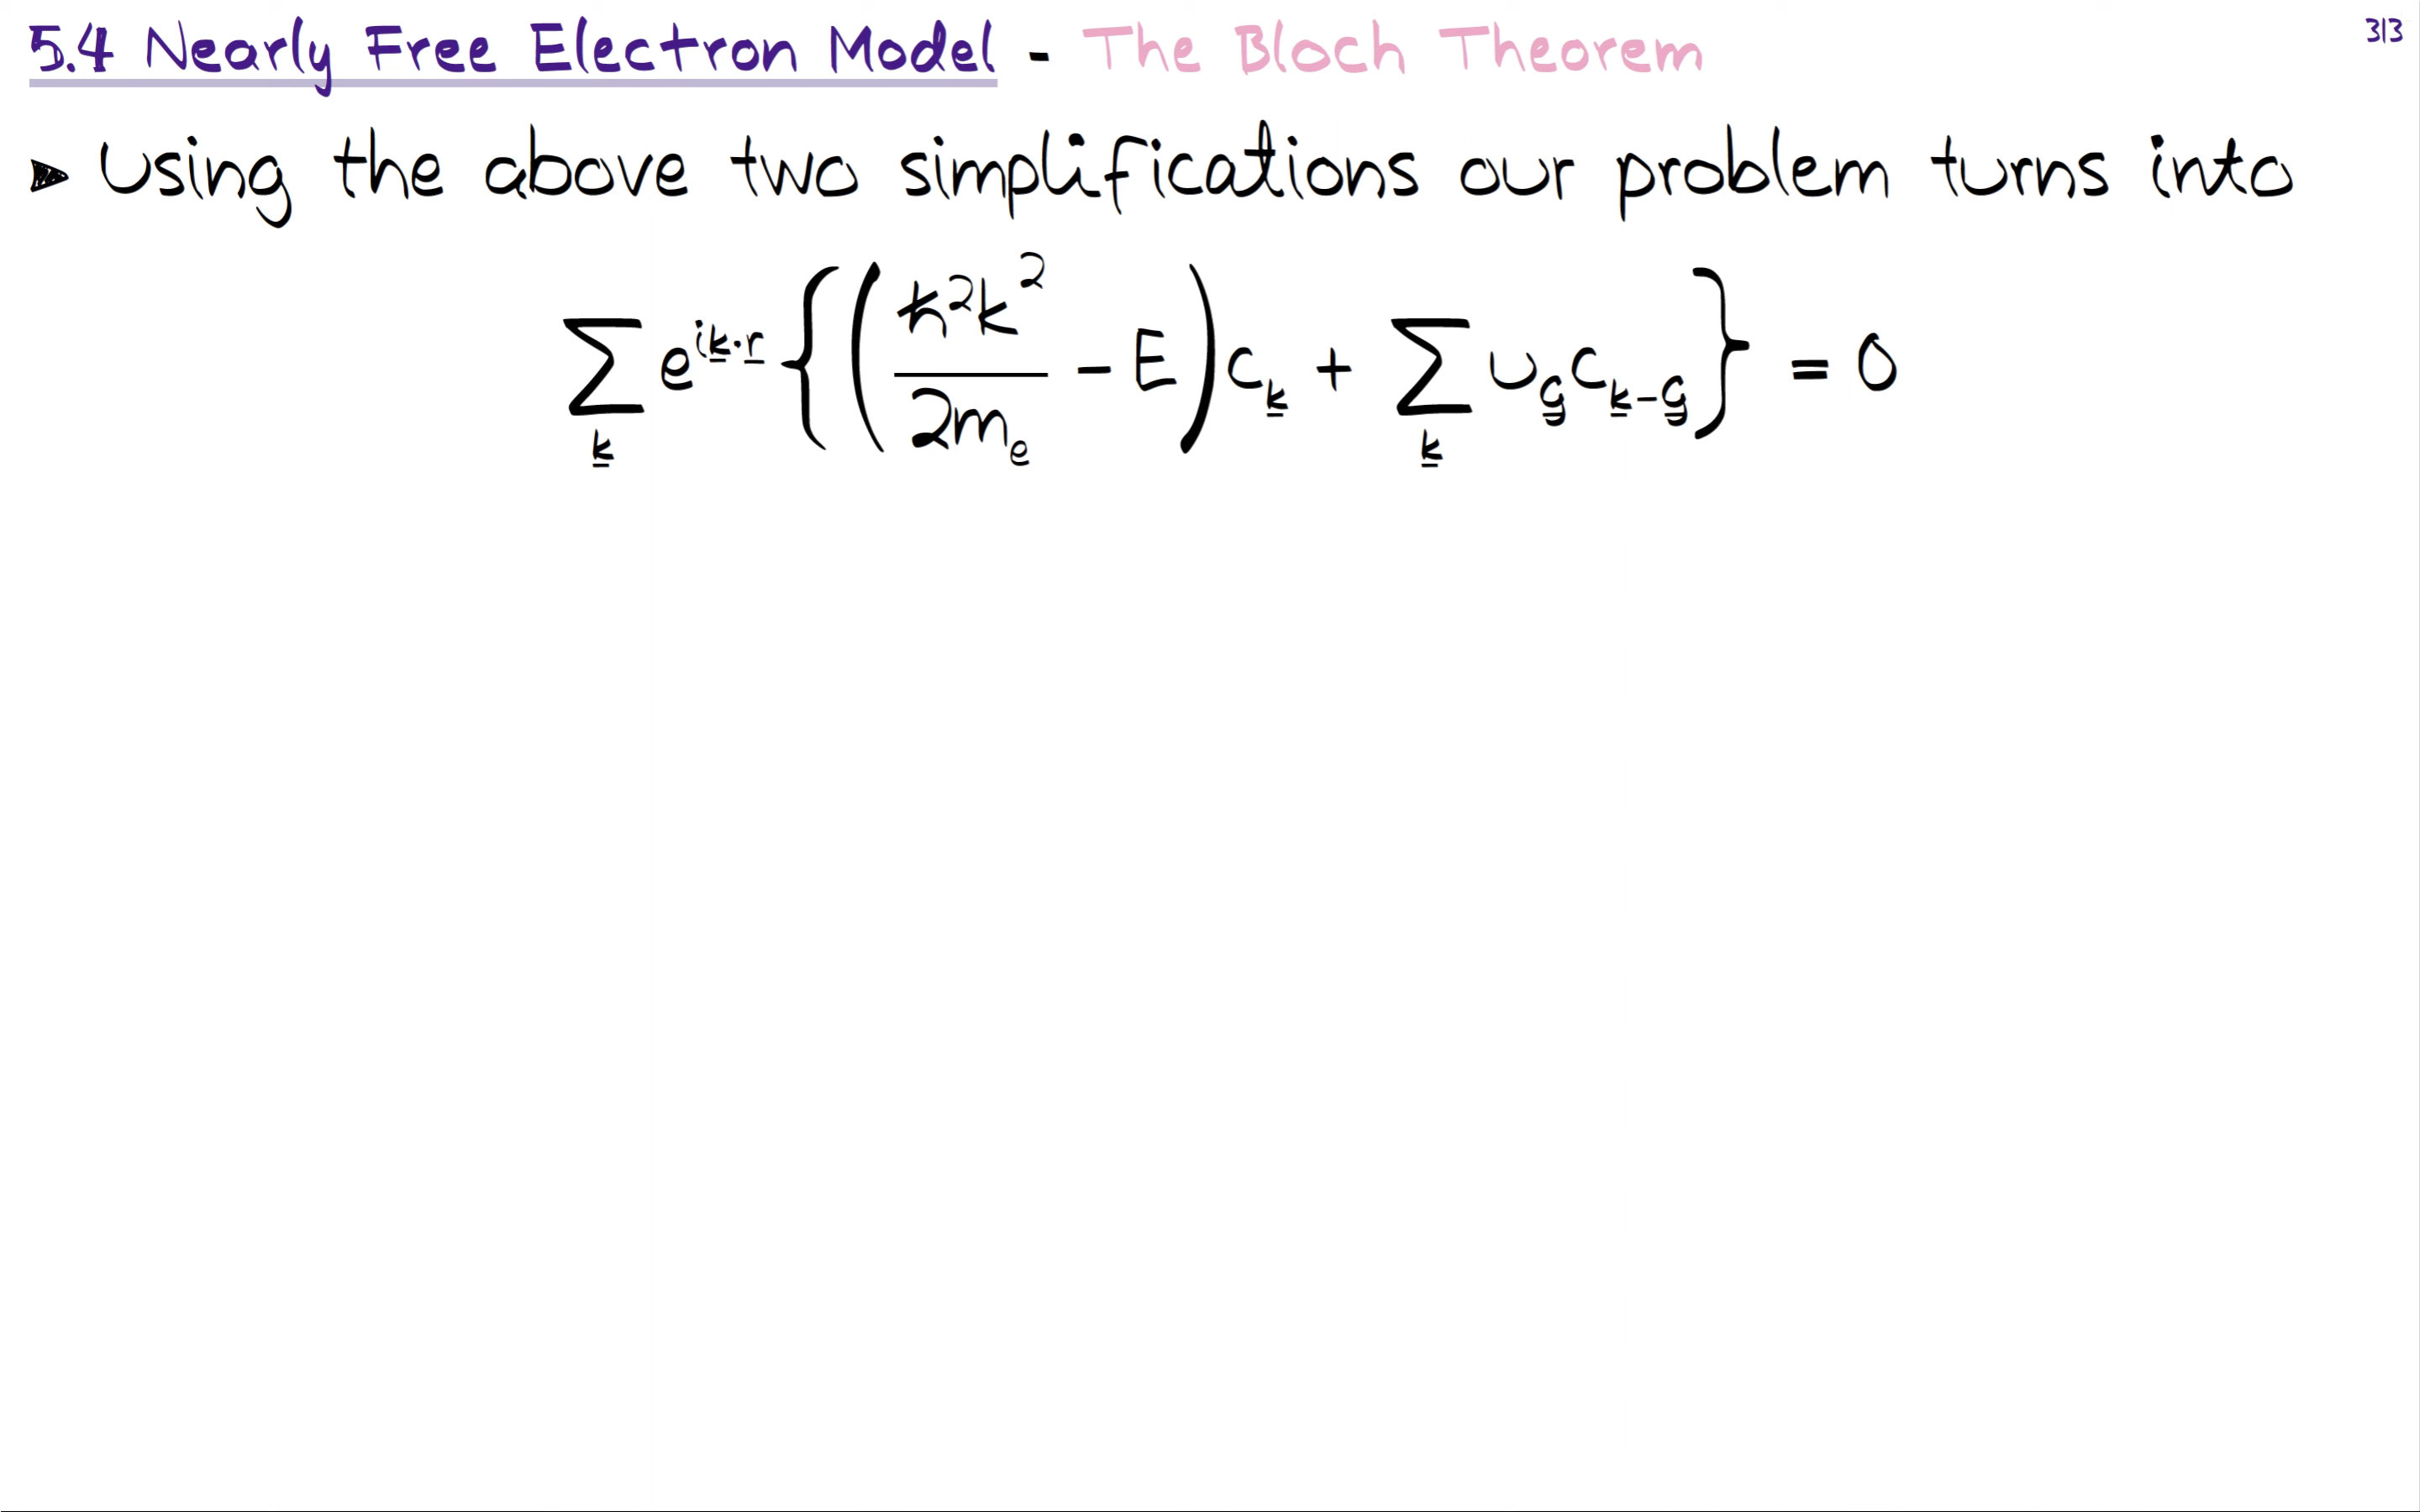 5.4 Nearly Free Electron Model - The Bloch Theorem 313
▸ Using the above two simplifications our problem turns into
∑_k e^{ik·r} { ( ħ²k² / 2mₑ − E ) c_k + ∑_k U_G c_{k−G} } = 0